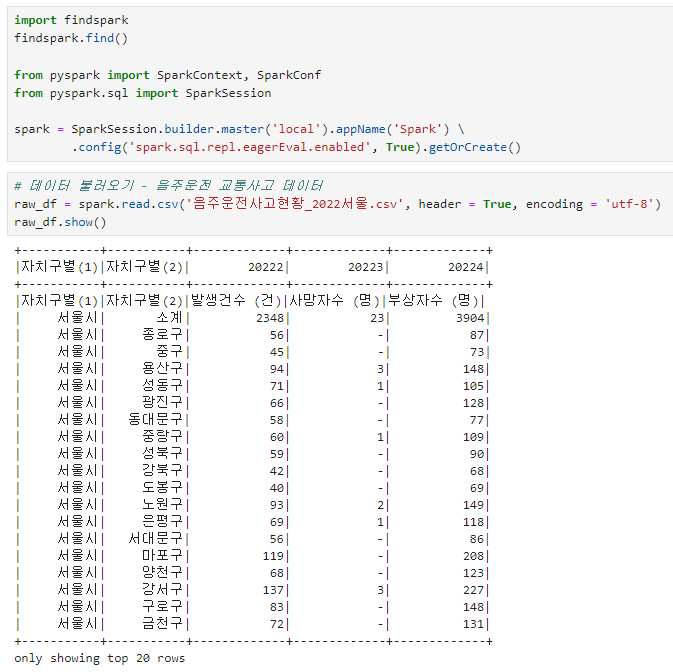 import findspark
findspark.find()
from pyspark import SparkContext, SparkConf
from pyspark.sql import SparkSession
spark = SparkSession.builder.master('local').appName('Spark') \
        .config('spark.sql.repl.eagerEval.enabled', True).getOrCreate()
# 데이터 불러오기 - 음주운전 교통사고 데이터
raw_df = spark.read.csv('음주운전사고현황_2022서울.csv', header = True, encoding = 'utf-8')
raw_df.show()
+----------+----------+------------+------------+------------+
|자치구별(1)|자치구별(2)|       20222|       20223|       20224|
+----------+----------+------------+------------+------------+
|자치구별(1)|자치구별(2)|발생건수 (건)|사망자수 (명)|부상자수 (명)|
|     서울시|      소계|        2348|          23|        3904|
|     서울시|     종로구|          56|           -|          87|
|     서울시|      중구|          45|           -|          73|
|     서울시|     용산구|          94|           3|         148|
|     서울시|     성동구|          71|           1|         105|
|     서울시|     광진구|          66|           -|         128|
|     서울시|    동대문구|          58|           -|          77|
|     서울시|     중랑구|          60|           1|         109|
|     서울시|     성북구|          59|           -|          90|
|     서울시|     강북구|          42|           -|          68|
|     서울시|     도봉구|          40|           -|          69|
|     서울시|     노원구|          93|           2|         149|
|     서울시|     은평구|          69|           1|         118|
|     서울시|    서대문구|          56|           -|          86|
|     서울시|     마포구|         119|           -|         208|
|     서울시|     양천구|          68|           -|         123|
|     서울시|     강서구|         137|           3|         227|
|     서울시|     구로구|          83|           -|         148|
|     서울시|     금천구|          72|           -|         131|
+----------+----------+------------+------------+------------+
only showing top 20 rows